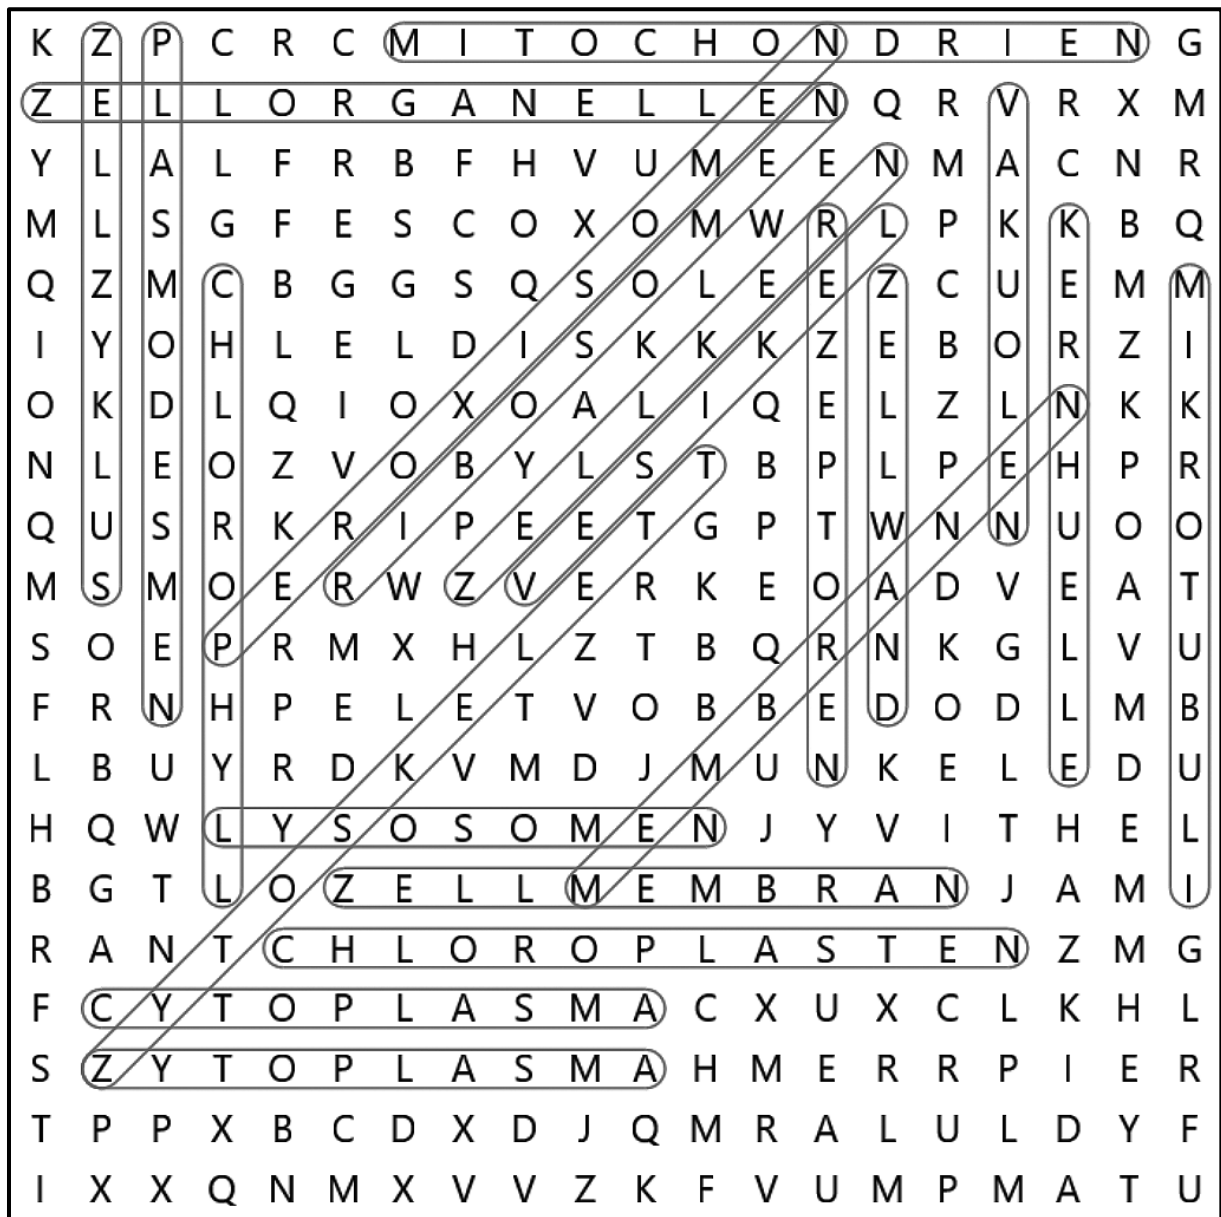 K Z P C R C M I T O C H O N D R I E N G
Z E L L O R G A N E L L E N Q R V R X M
Y L A L F R B F H V U M E E N M A C N R
M L S G F E S C O X O M W R L P K K B Q
Q Z M C B G G S Q S O L E E Z C U E M M
I Y O H L E L D I S K K K Z E B O R Z I
O K D L Q I O X O A L I Q E L Z L N K K
N L E O Z V O B Y L S T B P L P E H P R
Q U S R K R I P E E T G P T W N N U O O
M S M O E R W Z V E R K E O A D V E A T
S O E P R M X H L Z T B Q R N K G L V U
F R N H P E L E T V O B B E D O D L M B
L B U Y R D K V M D J M U N K E L E D U
H Q W L Y S O S O M E N J Y V I T H E L
B G T L O Z E L L M E M B R A N J A M I
R A N T C H L O R O P L A S T E N Z M G
F C Y T O P L A S M A C X U X C L K H L
S Z Y T O P L A S M A H M E R R P I E R
T P P X B C D X D J Q M R A L U L D Y F
I X X Q N M X V V Z K F V U M P M A T U